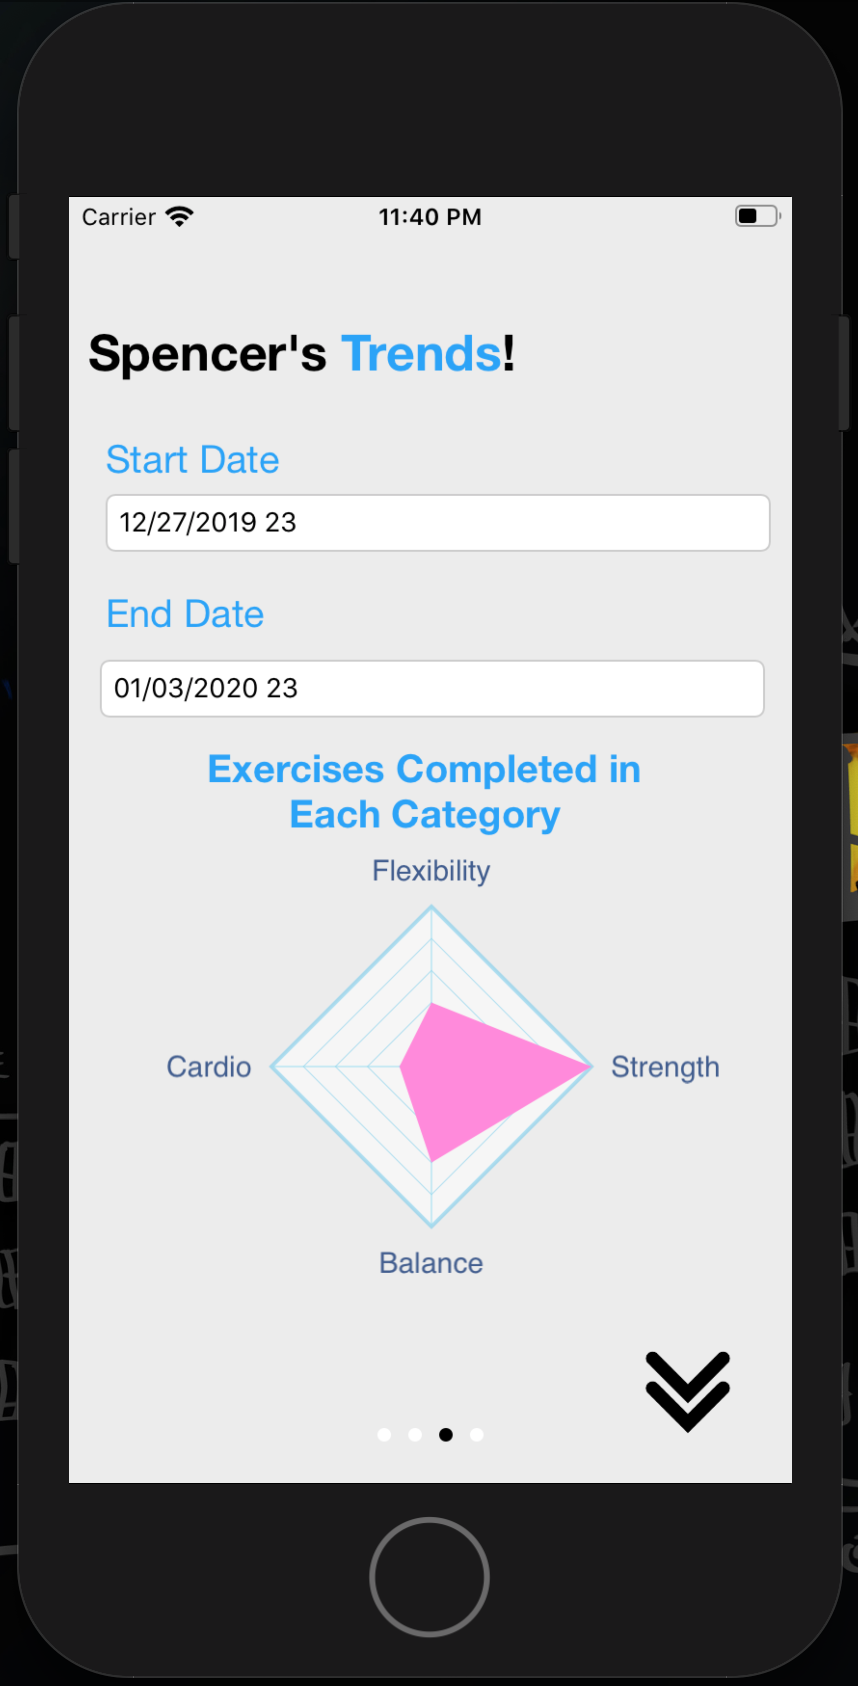 Carrier 11:40 PM
Spencer's Trends!
Start Date
12/27/2019 23
End Date
01/03/2020 23
Exercises Completed in
Each Category
Flexibility
Cardio
Strength
Balance